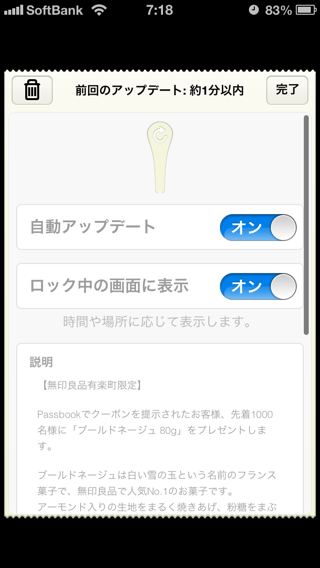 SoftBank 7:18 83%
前回のアップデート: 約1分以内
完了
自動アップデート オン
ロック中の画面に表示 オン
時間や場所に応じて表示します。
説明
【無印良品有楽町限定】
Passbookでクーポンを提示されたお客様、先着1000
名様に「ブールドネージュ 80g」をプレゼントしま
す。
ブールドネージュは白い雪の玉という名前のフランス
菓子で、無印良品で人気No.1のお菓子です。
アーモンド入りの生地をまるく焼きあげ、粉糖をまぶ